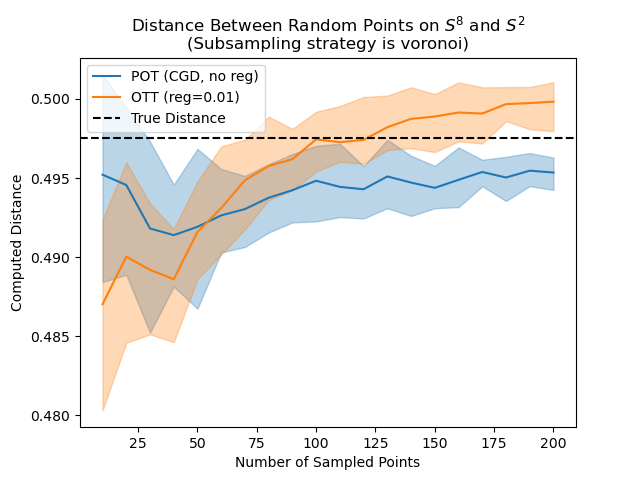 Distance Between Random Points on $S^8$ and $S^2$
(Subsampling strategy is voronoi)
POT (CGD, no reg)
OTT (reg=0.01)
True Distance
Computed Distance
0.500
0.495
0.490
0.485
0.480
25 50 75 100 125 150 175 200
Number of Sampled Points